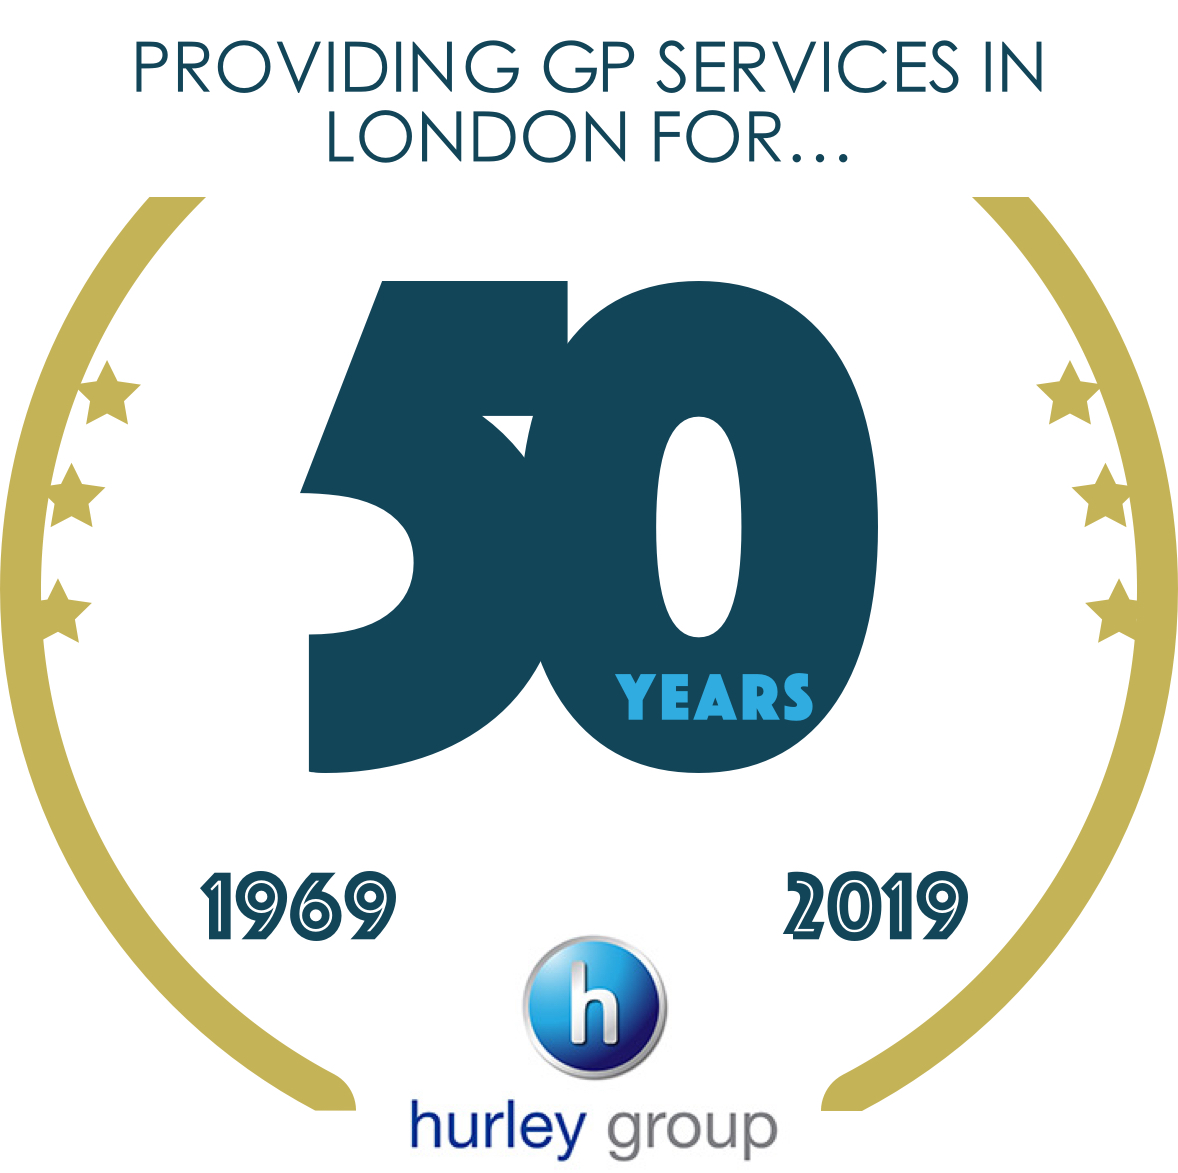 PROVIDING GP SERVICES IN
LONDON FOR...
50
YEARS
1969 2019
h
hurley group